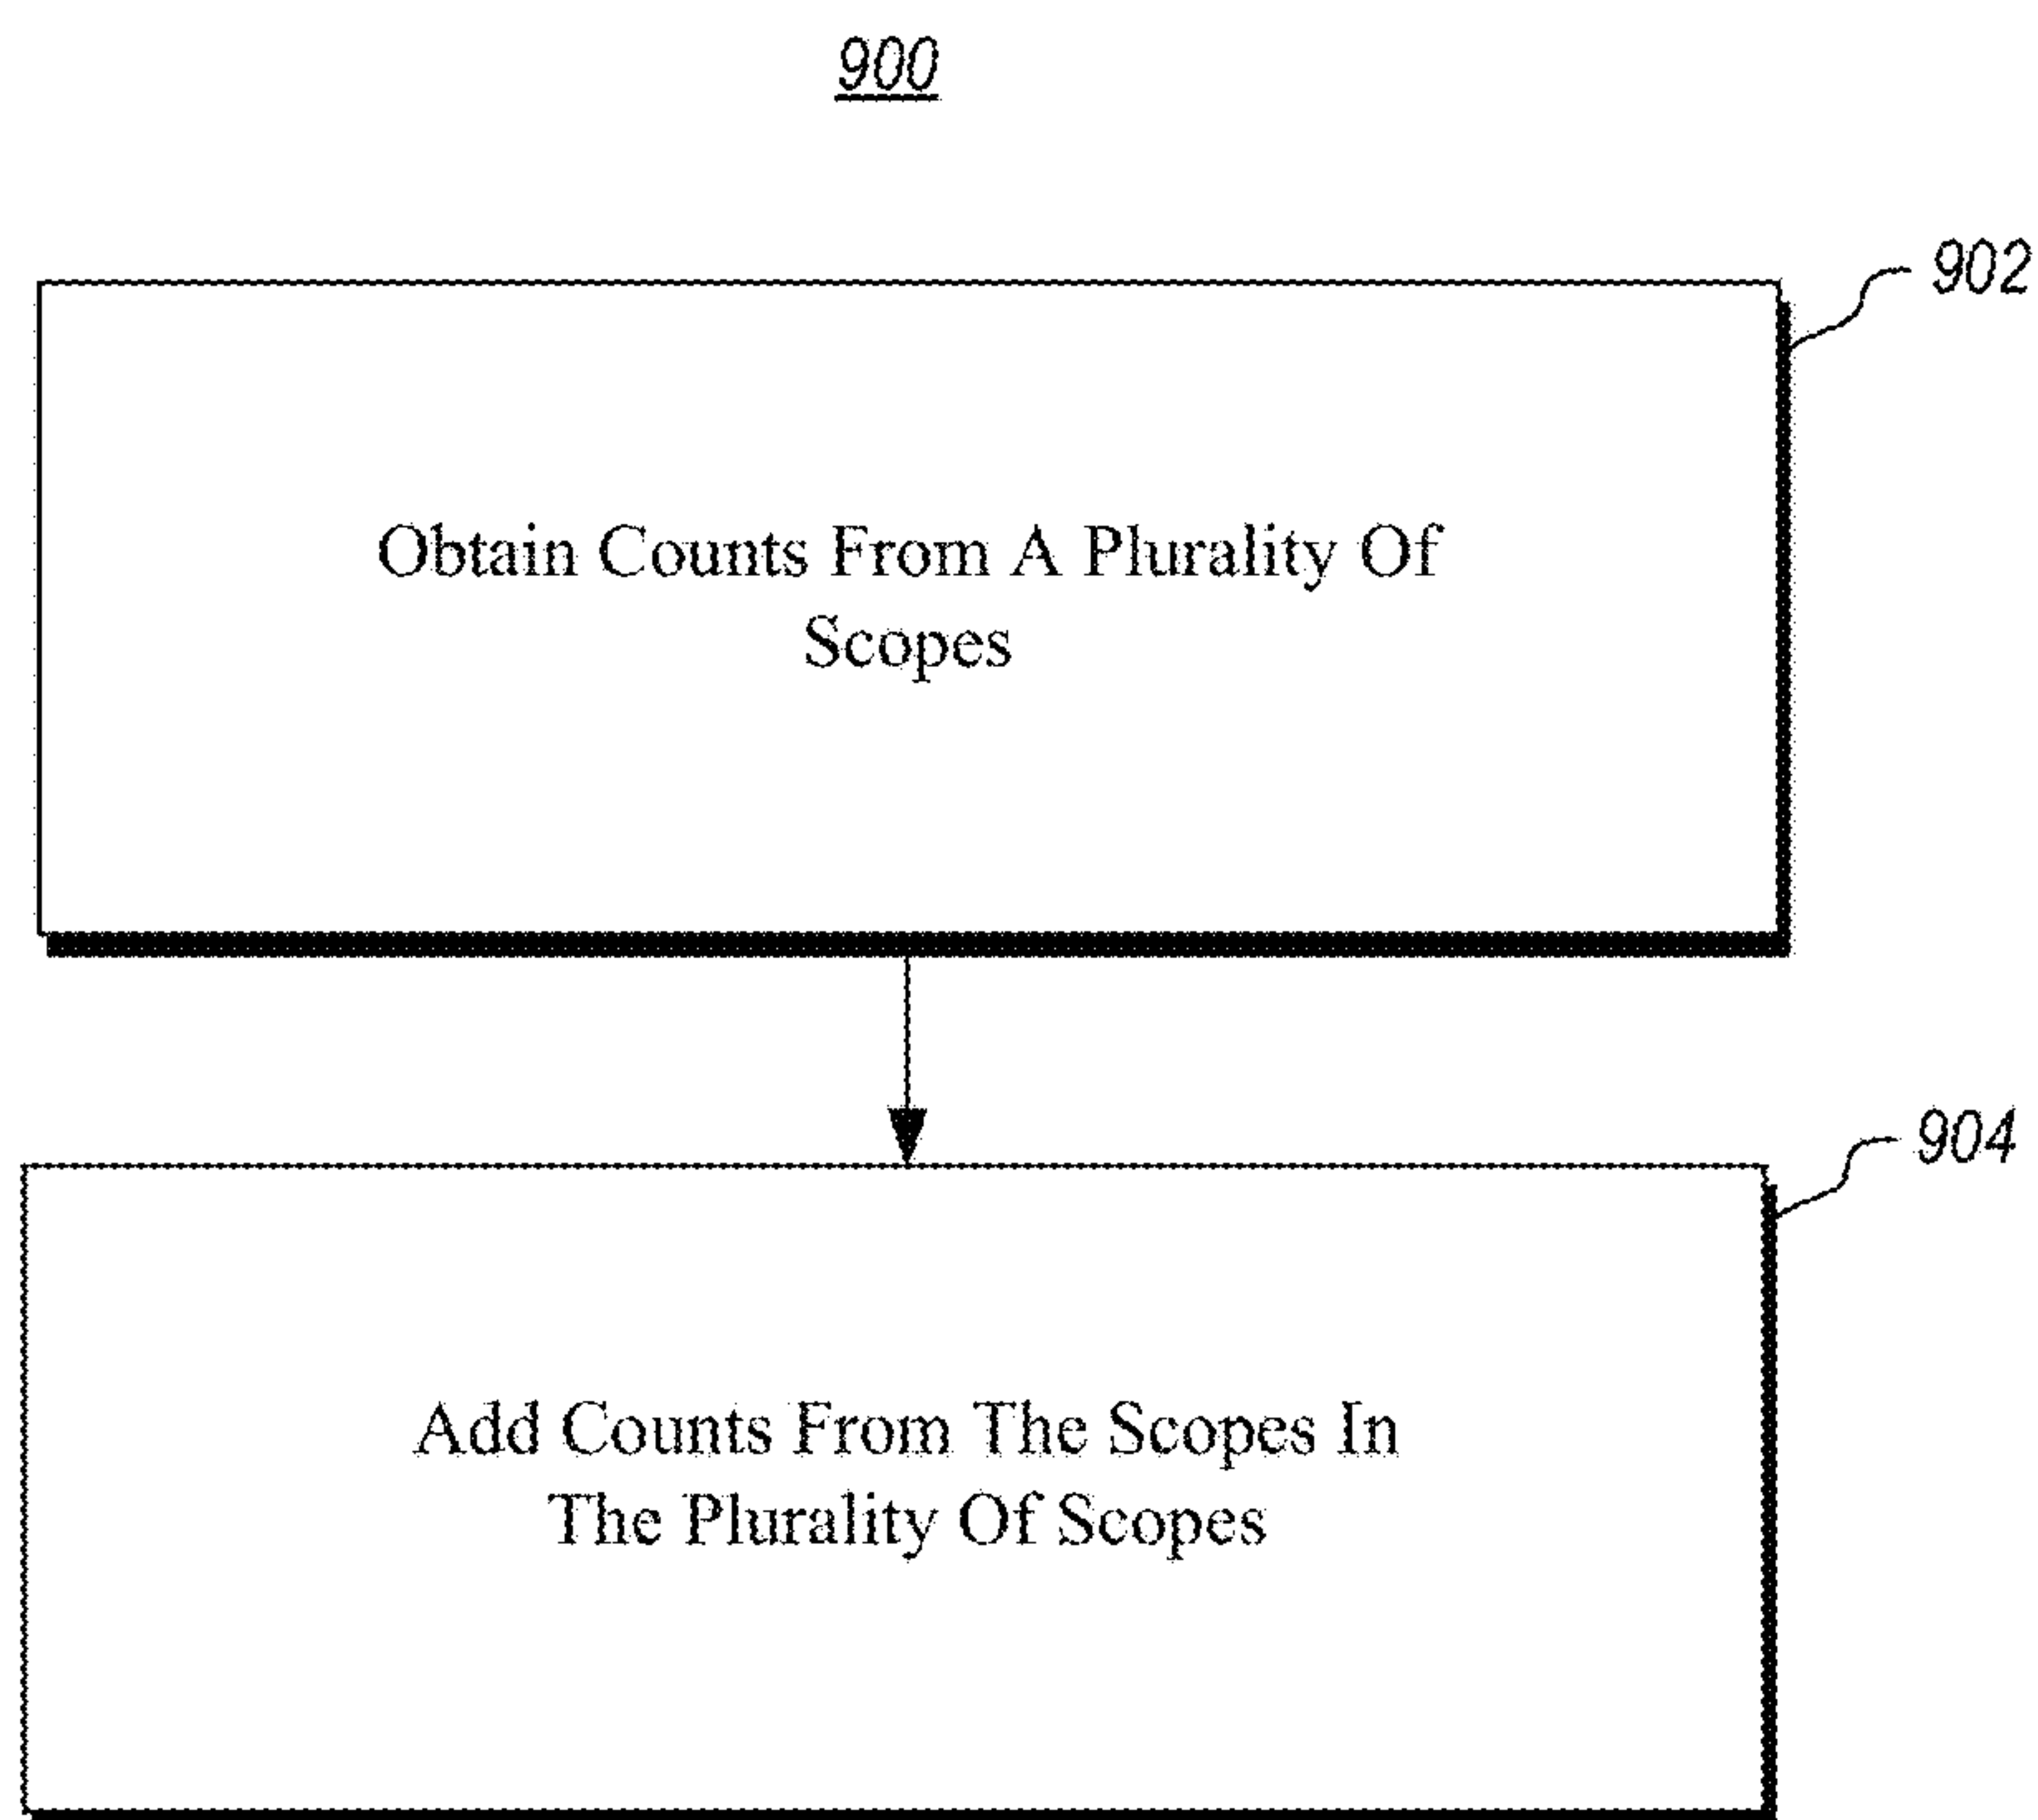 900
902
Obtain Counts From A Plurality Of
Scopes
904
Add Counts From The Scopes In
The Plurality Of Scopes